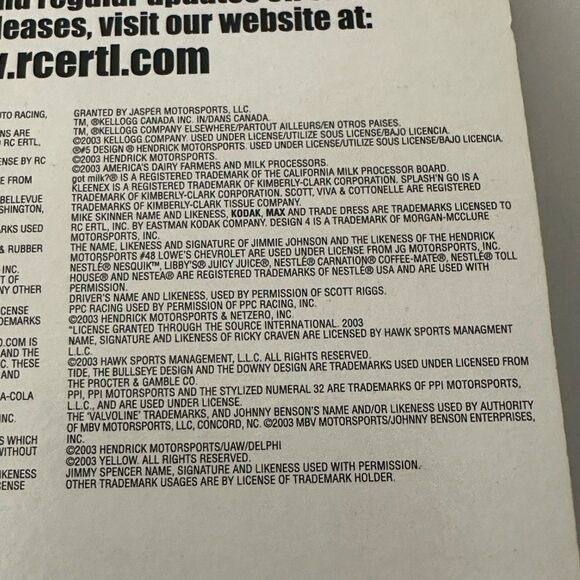 and regular updates on
leases, visit our website at:
.rcertl.com
UTO RACING,
NS ARE
RC ERTL,
ENSE BY RC
E FROM
BELLEVUE
SHINGTON,
RKS USED
& RUBBER
INC.
T OF
NY OTHER
ICENSE
DEMARKS
D.COM IS
AND THE
C. THESE
AND
A-COLA
INC.
S WHICH
WITHOUT
IKENESS
CENSE
GRANTED BY JASPER MOTORSPORTS, LLC.
TM, ®KELLOGG CANADA INC. IN/DANS CANADA.
TM, ®KELLOGG COMPANY ELSEWHERE/PARTOUT AILLEURS/EN OTROS PAISES.
©2003 KELLOGG COMPANY. USED UNDER LICENSE/UTILIZE SOUS LICENSE/BAJO LICENCIA.
®#5 DESIGN ® HENDRICK MOTORSPORTS. USED UNDER LICENSE/UTILIZE SOUS LICENSE/BAJO LICENCIA.
©2003 HENDRICK MOTORSPORTS.
©2003 AMERICA'S DAIRY FARMERS AND MILK PROCESSORS.
got milk?® IS A REGISTERED TRADEMARK OF THE CALIFORNIA MILK PROCESSOR BOARD.
KLEENEX IS A REGISTERED TRADEMARK OF KIMBERLY-CLARK CORPORATION. SPLASH'N GO IS A
TRADEMARK OF KIMBERLY-CLARK CORPORATION. SCOTT, VIVA & COTTONELLE ARE REGISTERED
TRADEMARKS OF KIMBERLY-CLARK TISSUE COMPANY.
MIKE SKINNER NAME AND LIKENESS, KODAK, MAX AND TRADE DRESS ARE TRADEMARKS LICENSED TO
RC ERTL, INC. BY EASTMAN KODAK COMPANY. DESIGN 4 IS A TRADEMARK OF MORGAN-MCCLURE
MOTORSPORTS, INC.
THE NAME, LIKENESS AND SIGNATURE OF JIMMIE JOHNSON AND THE LIKENESS OF THE HENDRICK
MOTORSPORTS #48 LOWE'S CHEVROLET ARE USED UNDER LICENSE FROM JG MOTORSPORTS, INC.
NESTLÉ® NESQUIK™, LIBBY'S® JUICY JUICE®, NESTLÉ® CARNATION® COFFEE-MATE®, NESTLÉ® TOLL
HOUSE® AND NESTEA® ARE REGISTERED TRADEMARKS OF NESTLÉ® USA AND ARE USED WITH
PERMISSION.
DRIVER'S NAME AND LIKENESS, USED BY PERMISSION OF SCOTT RIGGS.
PPC RACING USED BY PERMISSION OF PPC RACING, INC.
©2003 HENDRICK MOTORSPORTS & NETZERO, INC.
"LICENSE GRANTED THROUGH THE SOURCE INTERNATIONAL. 2003
NAME, SIGNATURE AND LIKENESS OF RICKY CRAVEN ARE LICENSED BY HAWK SPORTS MANAGMENT
L.L.C.
©2003 HAWK SPORTS MANAGEMENT, L.L.C. ALL RIGHTS RESERVED.
TIDE, THE BULLSEYE DESIGN AND THE DOWNY DESIGN ARE TRADEMARKS USED UNDER LICENSED FROM
THE PROCTER & GAMBLE CO.
PPI, PPI MOTORSPORTS AND THE STYLIZED NUMERAL 32 ARE TRADEMARKS OF PPI MOTORSPORTS,
L.L.C., AND ARE USED UNDER LICENSE.
THE 'VALVOLINE' TRADEMARKS, AND JOHNNY BENSON'S NAME AND/OR LIKENESS USED BY AUTHORITY
OF MBV MOTORSPORTS, LLC, CONCORD, NC. ©2003 MBV MOTORSPORTS/JOHNNY BENSON ENTERPRISES,
INC.
©2003 HENDRICK MOTORSPORTS/UAW/DELPHI
©2003 YELLOW. ALL RIGHTS RESERVED.
JIMMY SPENCER NAME, SIGNATURE AND LIKENESS USED WITH PERMISSION.
OTHER TRADEMARK USAGES ARE BY LICENSE OF TRADEMARK HOLDER.